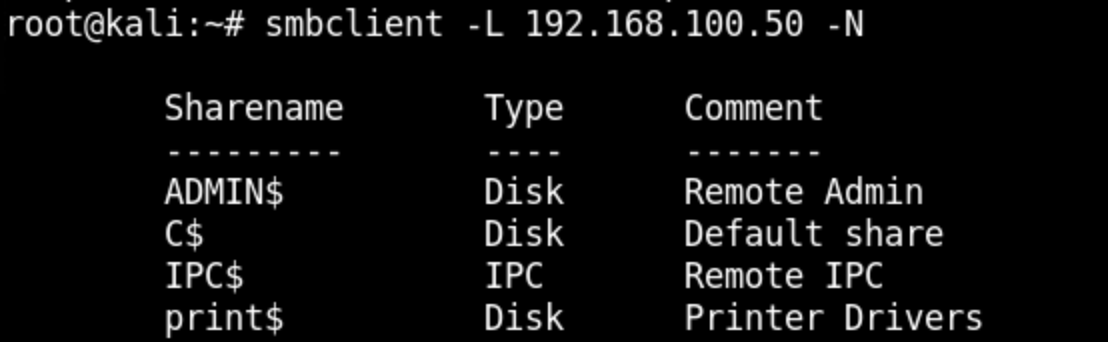 root@kali:~# smbclient -L 192.168.100.50 -N
Sharename Type Comment
--------- ---- -------
ADMIN$ Disk Remote Admin
C$ Disk Default share
IPC$ IPC Remote IPC
print$ Disk Printer Drivers